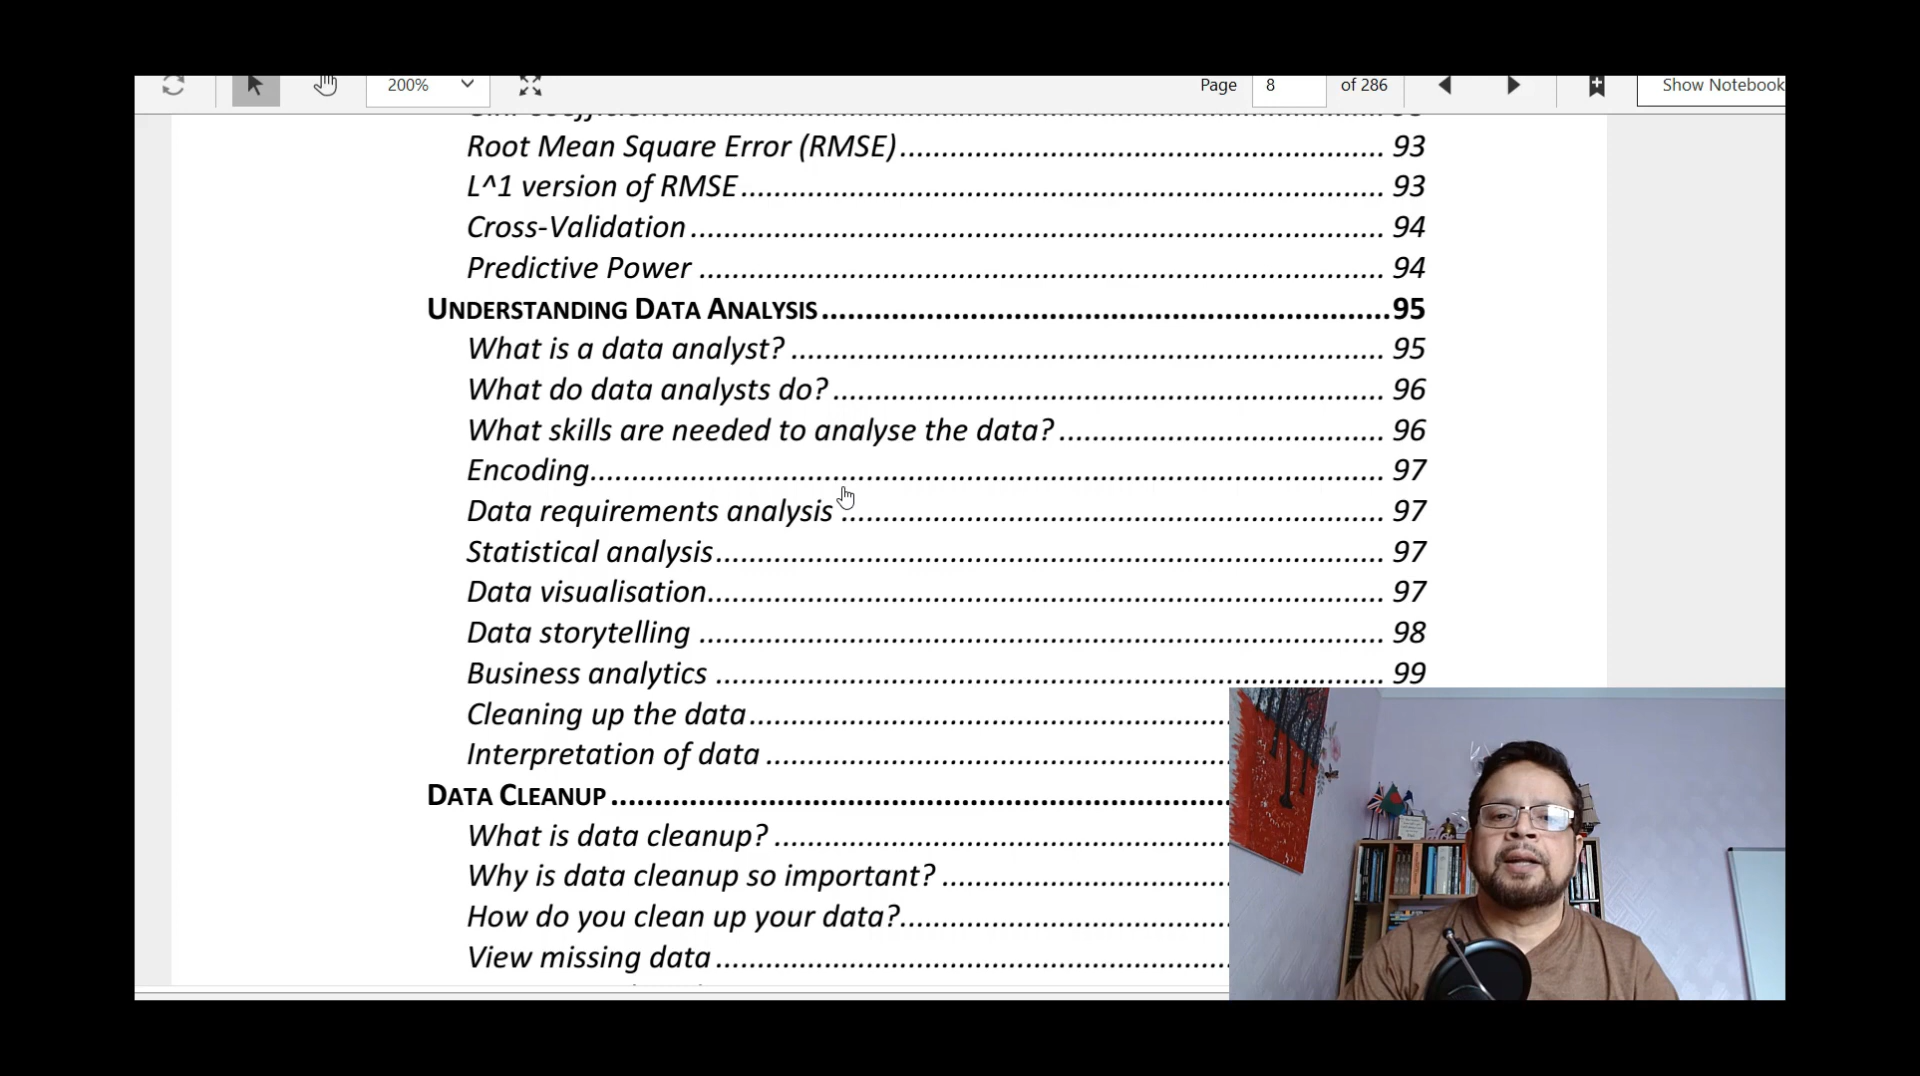 200%
Page 8 of 286
Show Notebook
Root Mean Square Error (RMSE)................................................ 93
L^1 version of RMSE................................................................ 93
Cross-Validation..................................................................... 94
Predictive Power .................................................................... 94
UNDERSTANDING DATA ANALYSIS.........................................................95
What is a data analyst? ........................................................... 95
What do data analysts do?....................................................... 96
What skills are needed to analyse the data? ................................ 96
Encoding............................................................................... 97
Data requirements analysis ...................................................... 97
Statistical analysis................................................................... 97
Data visualisation.................................................................... 97
Data storytelling .................................................................... 98
Business analytics ................................................................... 99
Cleaning up the data................................................
Interpretation of data ..............................................
DATA CLEANUP..............................................................
What is data cleanup? .............................................
Why is data cleanup so important? .............................
How do you clean up your data?.................................
View missing data ...................................................